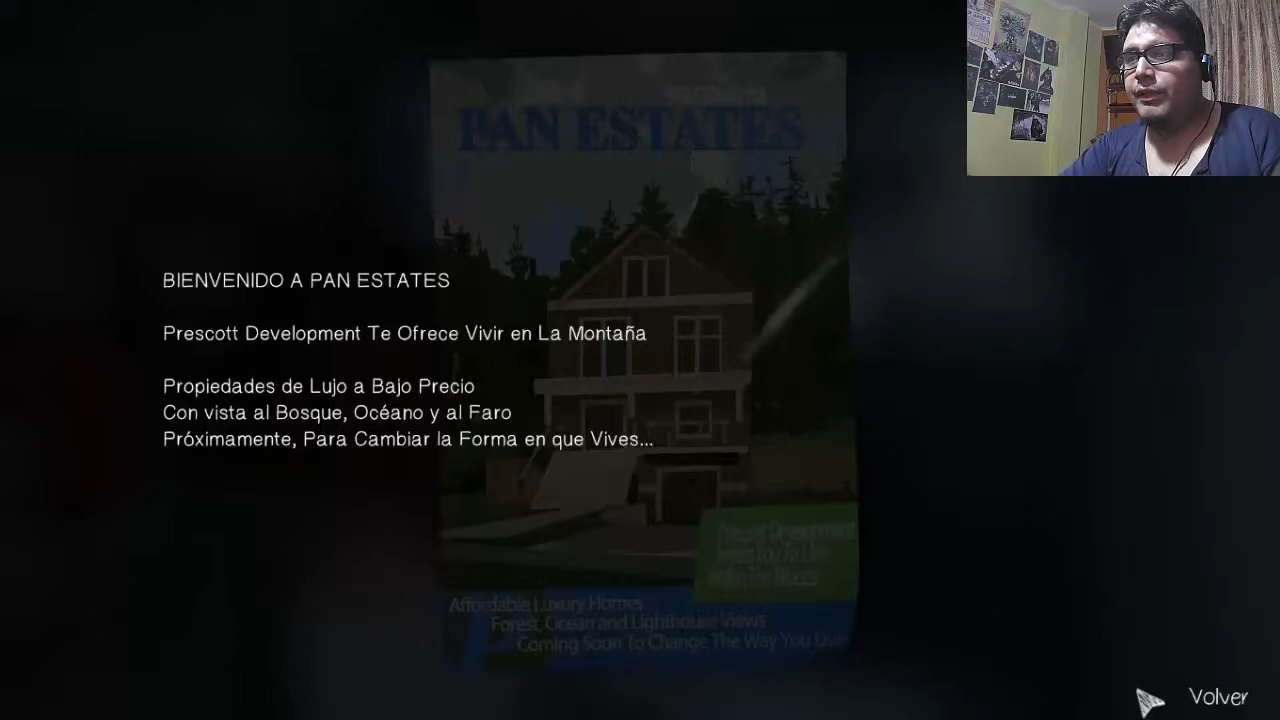 PAN ESTATES
BIENVENIDO A PAN ESTATES
Prescott Development Te Ofrece Vivir en La Montaña
Propiedades de Lujo a Bajo Precio
Con vista al Bosque, Océano y al Faro
Próximamente, Para Cambiar la Forma en que Vives...
Affordable Luxury Homes
Forest, Ocean and Lighthouse Views
Coming Soon To Change The Way You Live
Volver